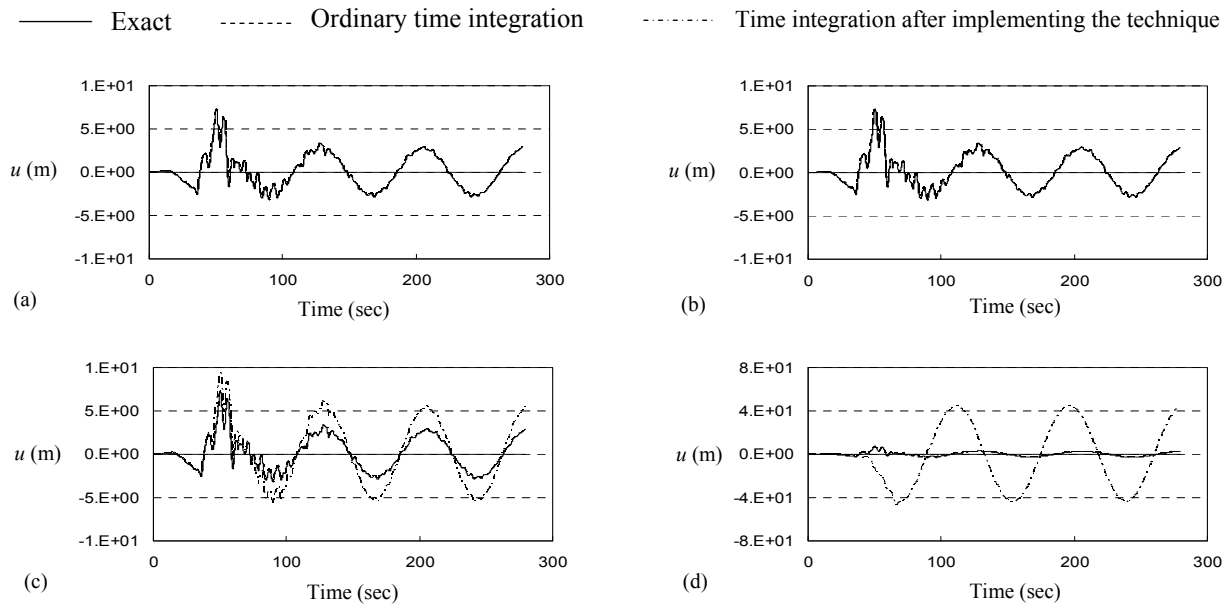 Exact Ordinary time integration Time integration after implementing the technique
1.E+01
5.E+00
0.E+00
-5.E+00
-1.E+01
u (m)
0 100 200 300
Time (sec)
(a)
1.E+01
5.E+00
0.E+00
-5.E+00
-1.E+01
u (m)
0 100 200 300
Time (sec)
(b)
1.E+01
5.E+00
0.E+00
-5.E+00
-1.E+01
u (m)
0 100 200 300
Time (sec)
(c)
8.E+01
4.E+01
0.E+00
-4.E+01
-8.E+01
u (m)
0 100 200 300
Time (sec)
(d)